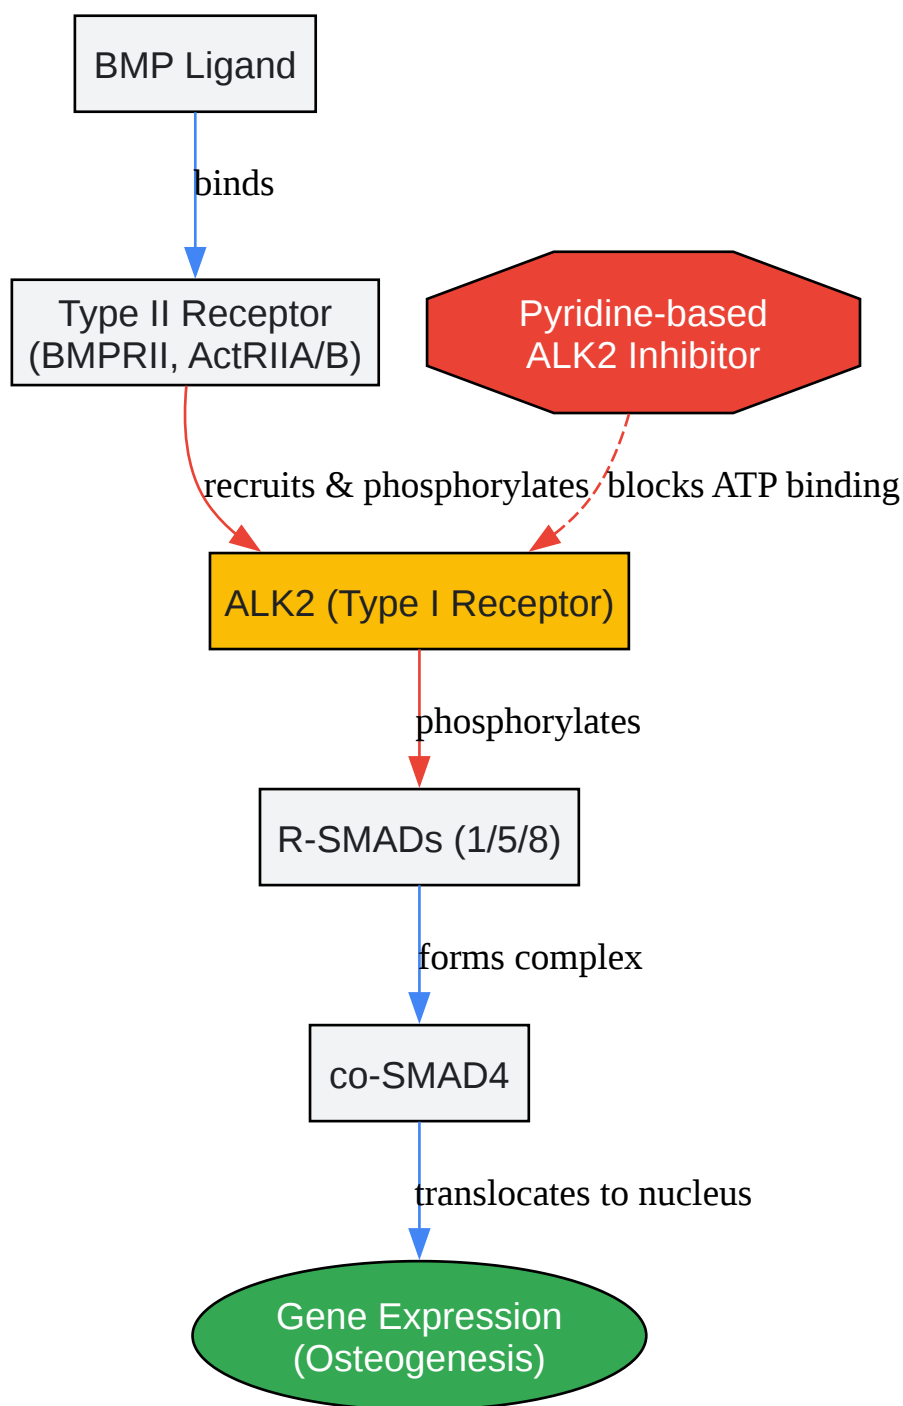 BMP Ligand
binds
Type II Receptor
(BMPRII, ActRIIA/B)
Pyridine-based
ALK2 Inhibitor
recruits & phosphorylates
blocks ATP binding
ALK2 (Type I Receptor)
phosphorylates
R-SMADs (1/5/8)
forms complex
co-SMAD4
translocates to nucleus
Gene Expression
(Osteogenesis)